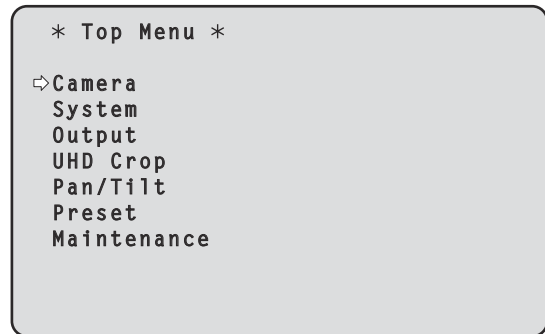 * Top Menu *
⇨Camera
System
Output
UHD Crop
Pan/Tilt
Preset
Maintenance